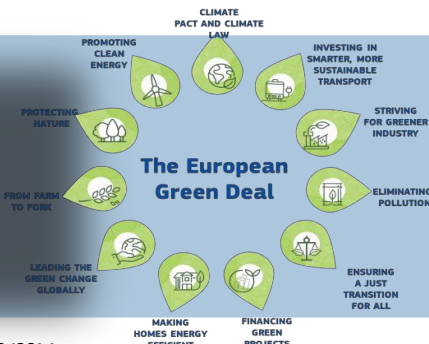 CLIMATE
PACT AND CLIMATE
LAW
PROMOTING
CLEAN
ENERGY
INVESTING IN
SMARTER, MORE
SUSTAINABLE
TRANSPORT
PROTECTING
NATURE
STRIVING
FOR GREENER
INDUSTRY
The European
Green Deal
FROM FARM
TO FORK
ELIMINATING
POLLUTION
LEADING THE
GREEN CHANGE
GLOBALLY
ENSURING
A JUST
TRANSITION
FOR ALL
MAKING
HOMES ENERGY
EFFICIENT
FINANCING
GREEN
PROJECTS